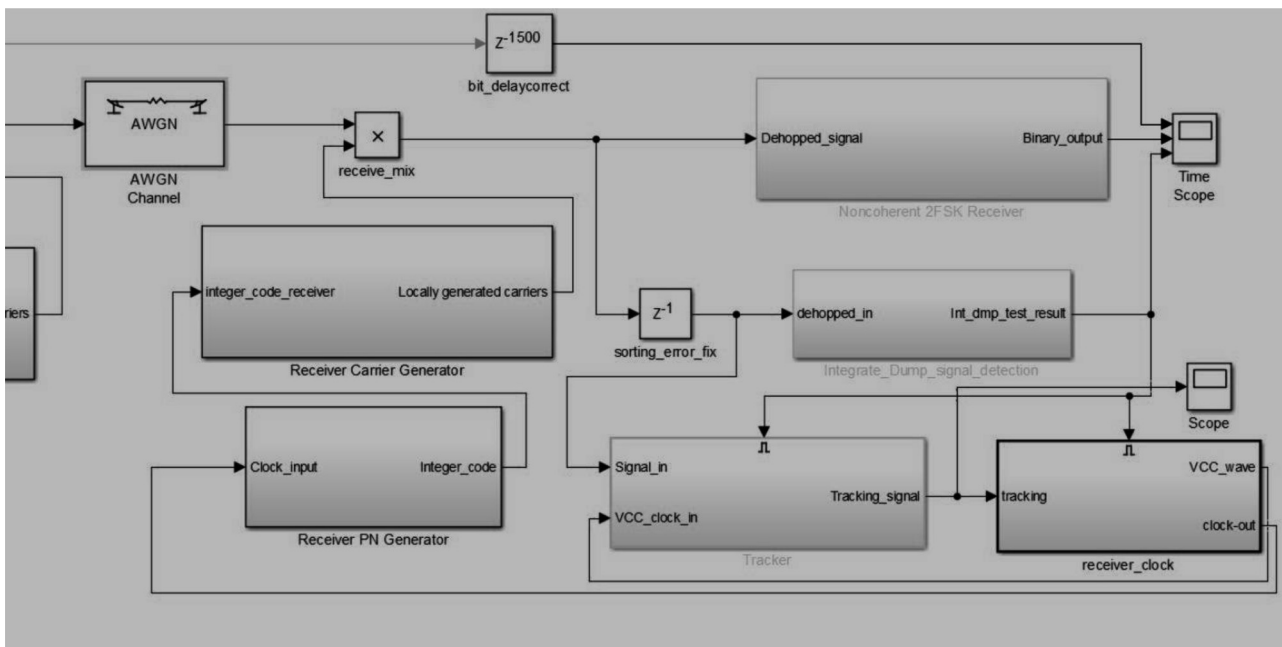 Z-1500
bit_delaycorrect
AWGN
AWGN
Channel
×
receive_mix
Dehopped_signal
Binary_output
Noncoherent 2FSK Receiver
Time
Scope
riers
integer_code_receiver
Locally generated carriers
Receiver Carrier Generator
Z-1
sorting_error_fix
dehopped_in
Int_dmp_test_result
Integrate_Dump_signal_detection
Scope
Clock_input
Integer_code
Receiver PN Generator
Signal_in
VCC_clock_in
Tracking_signal
Tracker
tracking
VCC_wave
clock-out
receiver_clock